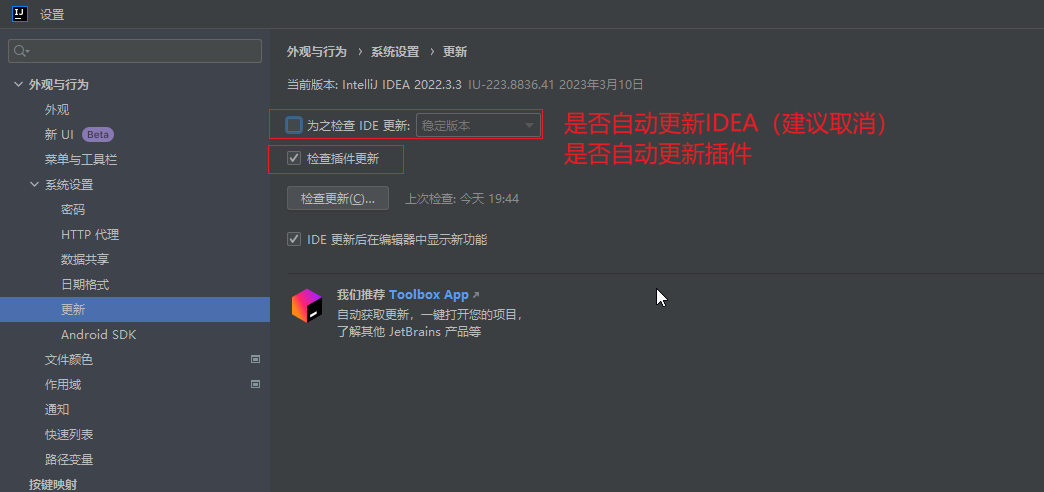 设置
外观与行为
外观
新 UI Beta
菜单与工具栏
系统设置
密码
HTTP 代理
数据共享
日期格式
更新
Android SDK
文件颜色
作用域
通知
快速列表
路径变量
按键映射
外观与行为 › 系统设置 › 更新
当前版本: IntelliJ IDEA 2022.3.3 IU-223.8836.41 2023年3月10日
为之检查 IDE 更新: 稳定版本
检查插件更新
是否自动更新IDEA（建议取消）
是否自动更新插件
检查更新(C)... 上次检查: 今天 19:44
IDE 更新后在编辑器中显示新功能
我们推荐 Toolbox App ↗
自动获取更新，一键打开您的项目，
了解其他 JetBrains 产品等